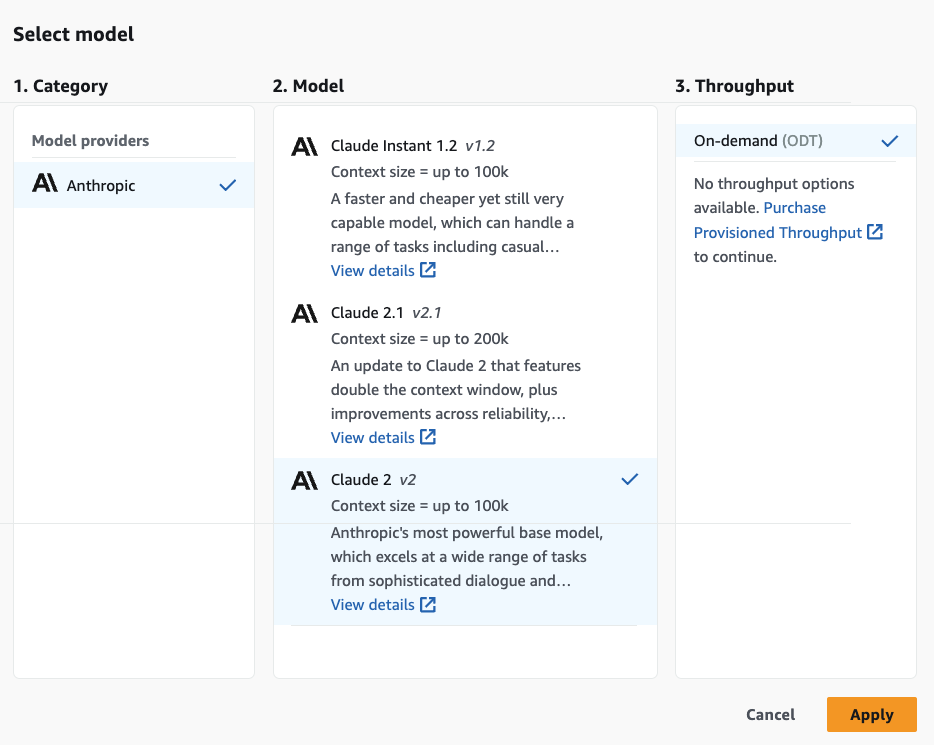 Select model
1. Category
Model providers
Anthropic
2. Model
Claude Instant 1.2 v1.2
Context size = up to 100k
A faster and cheaper yet still very
capable model, which can handle a
range of tasks including casual...
View details
Claude 2.1 v2.1
Context size = up to 200k
An update to Claude 2 that features
double the context window, plus
improvements across reliability,...
View details
Claude 2 v2
Context size = up to 100k
Anthropic's most powerful base model,
which excels at a wide range of tasks
from sophisticated dialogue and...
View details
3. Throughput
On-demand (ODT)
No throughput options
available. Purchase
Provisioned Throughput
to continue.
Cancel
Apply